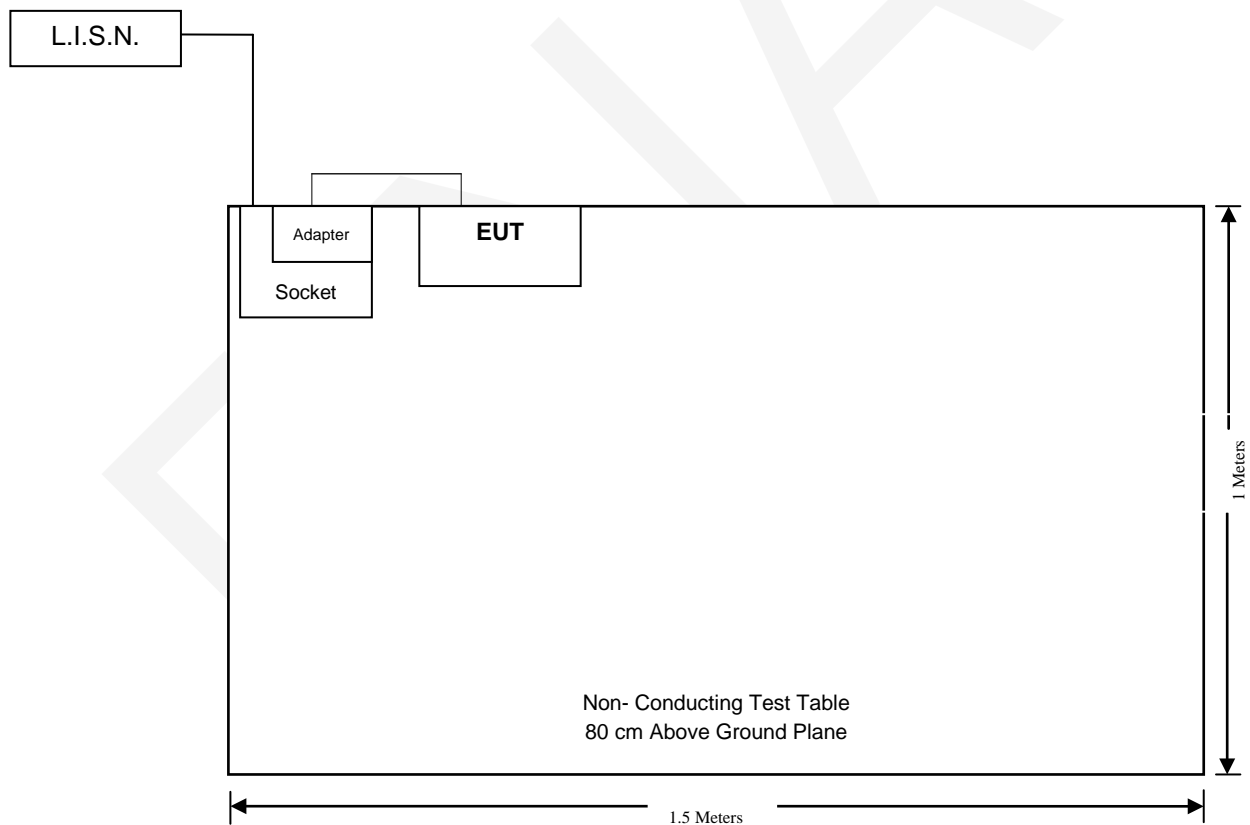 L.I.S.N.
Adapter
EUT
Socket
1 Meters
Non- Conducting Test Table
80 cm Above Ground Plane
1.5 Meters